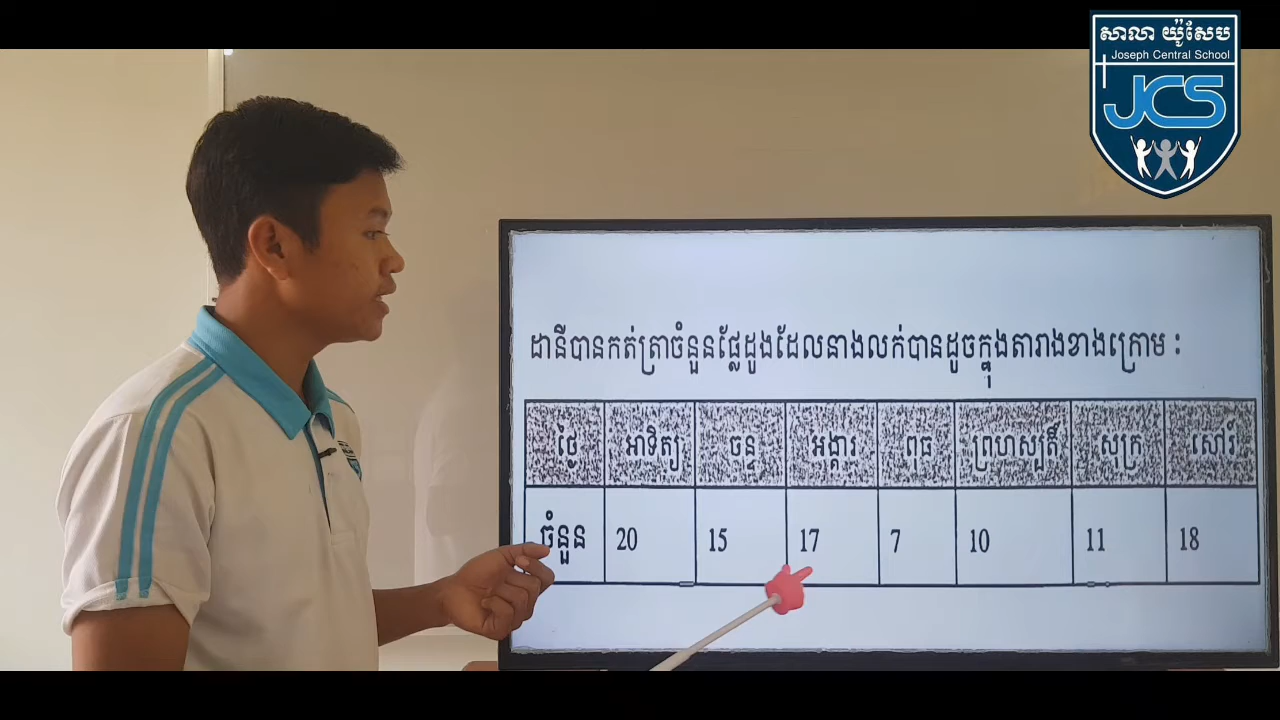 សាលា យ៉ូសែប
Joseph Central School
JCS
ដានីបានកត់ត្រាចំនួនផ្លែដូងដែលនាងលក់បានដូចក្នុងតារាងខាងក្រោម ៖
ថ្ងៃ អាទិត្យ ចន្ទ អង្គារ ពុធ ព្រហស្បតិ៍ សុក្រ សៅរ៍
ចំនួន 20 15 17 7 10 11 18